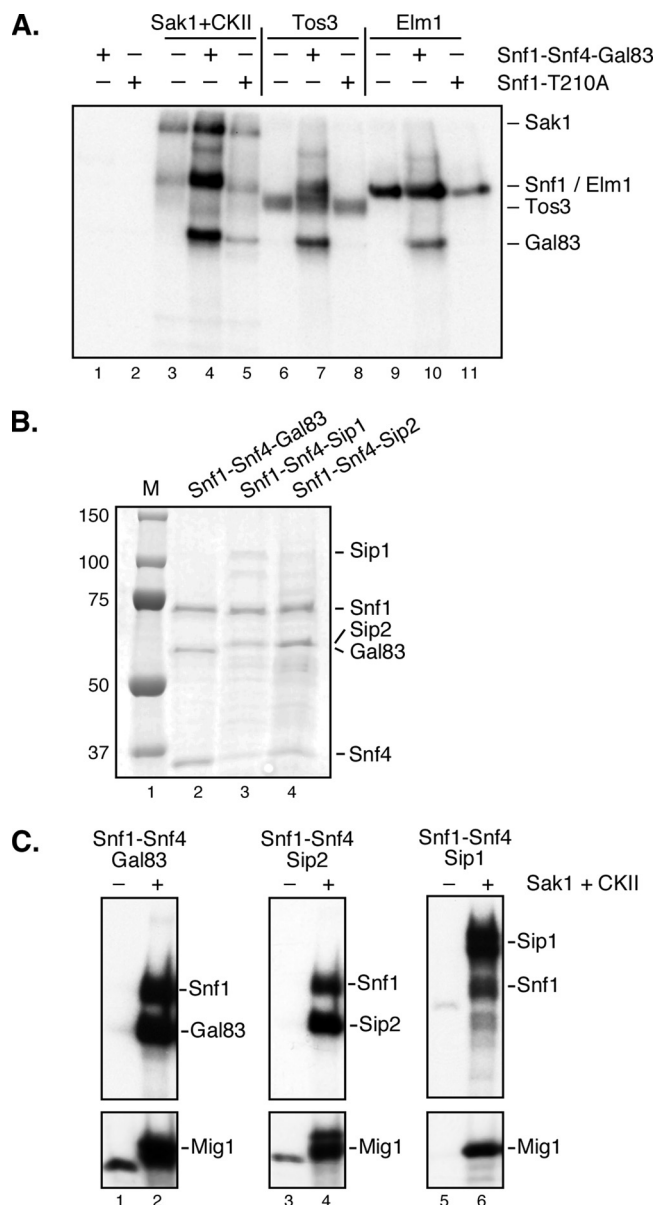 A.
Sak1+CKII Tos3 Elm1
+ – – + – – + – – + – Snf1-Snf4-Gal83
– + – – + – – + – – + Snf1-T210A
– Sak1
– Snf1 / Elm1
– Tos3
– Gal83
1 2 3 4 5 6 7 8 9 10 11
B.
M Snf1-Snf4-Gal83 Snf1-Snf4-Sip1 Snf1-Snf4-Sip2
150
100
75
50
37
Sip1
Snf1
Sip2
Gal83
Snf4
1 2 3 4
C.
Snf1-Snf4
Gal83
– +
-Snf1
-Gal83
-Mig1
1 2
Snf1-Snf4
Sip2
– +
-Snf1
-Sip2
-Mig1
3 4
Snf1-Snf4
Sip1
– + Sak1 + CKII
-Sip1
-Snf1
-Mig1
5 6